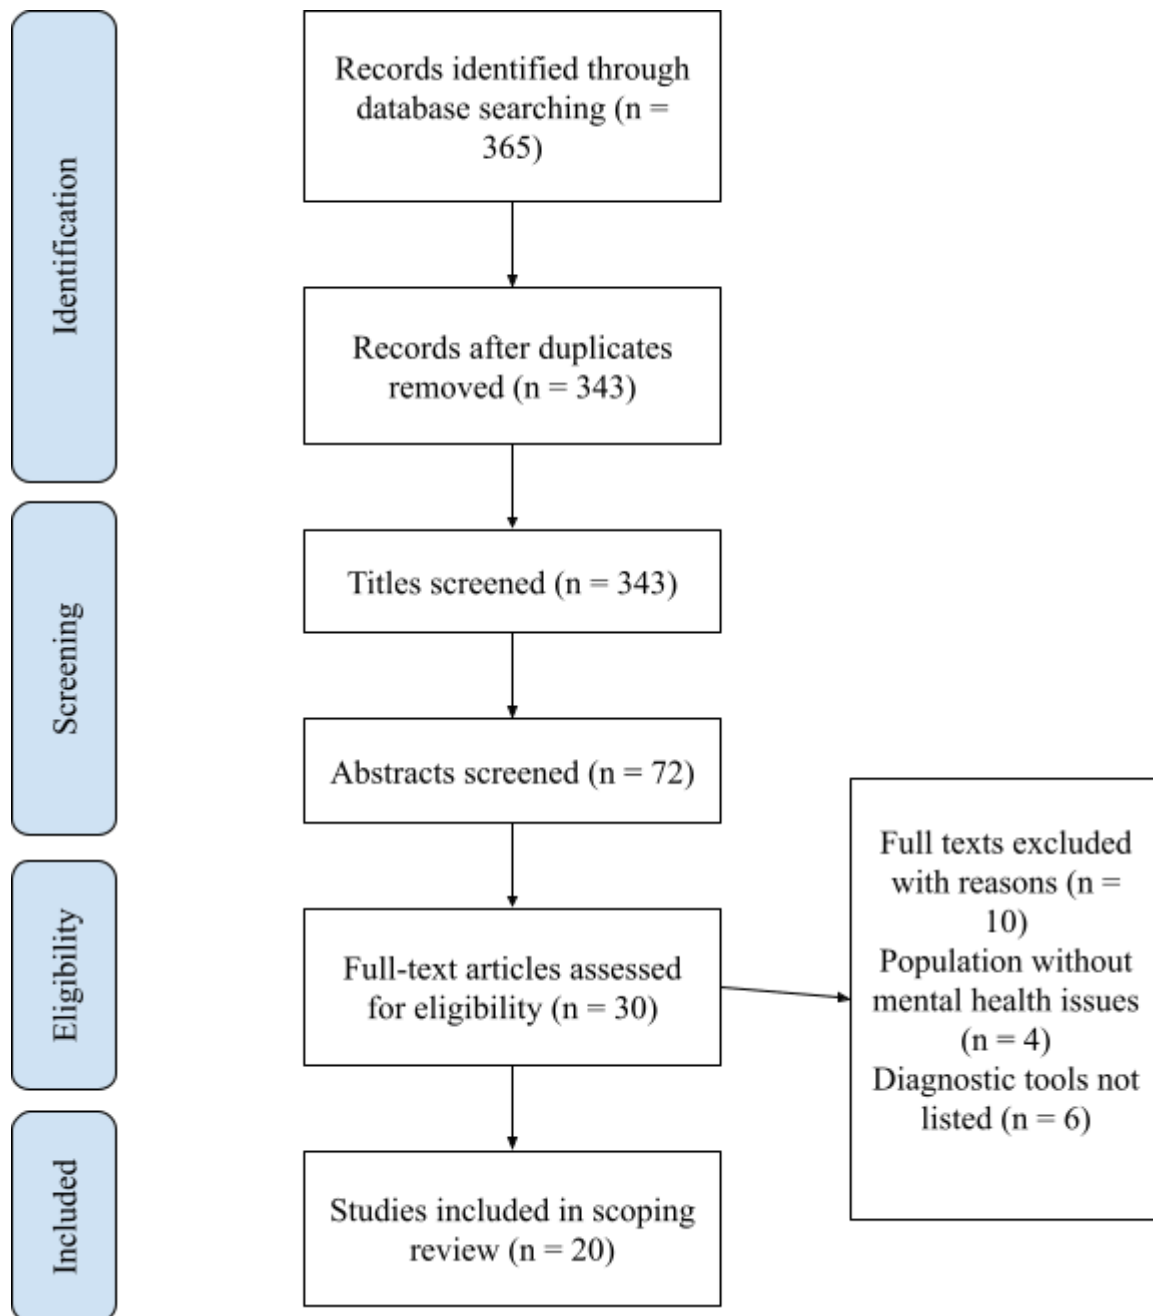 Identification
Records identified through
database searching (n =
365)
Records after duplicates
removed (n = 343)
Screening
Titles screened (n = 343)
Abstracts screened (n = 72)
Eligibility
Full-text articles assessed
for eligibility (n = 30)
Full texts excluded
with reasons (n =
10)
Population without
mental health issues
(n = 4)
Diagnostic tools not
listed (n = 6)
Included
Studies included in scoping
review (n = 20)